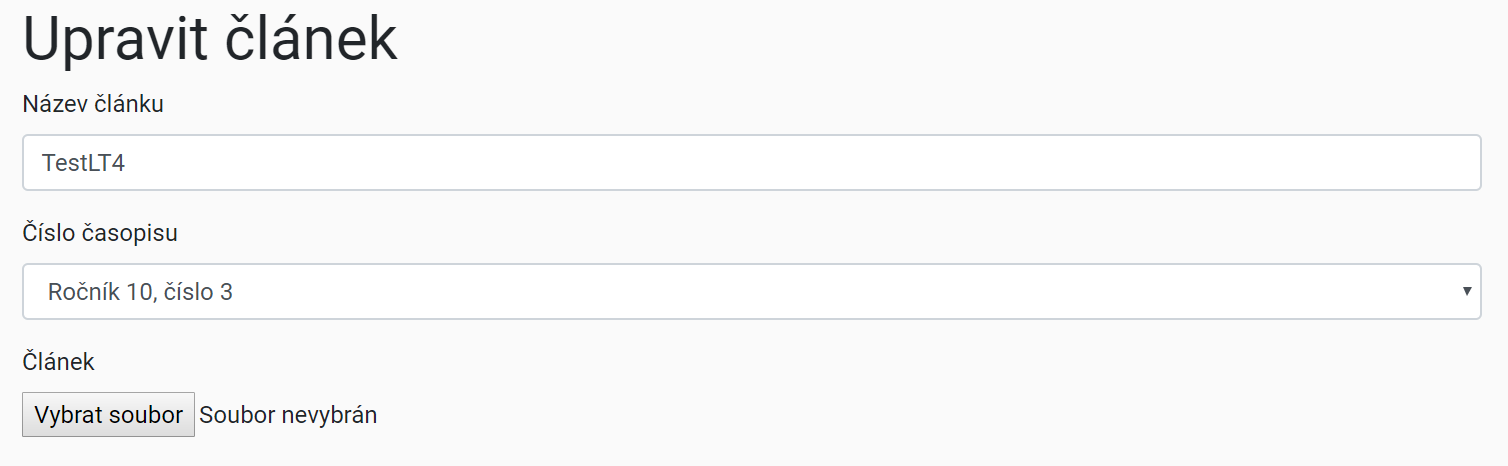 Upravit článek
Název článku
TestLT4
Číslo časopisu
Ročník 10, číslo 3
Článek
Vybrat soubor Soubor nevybrán